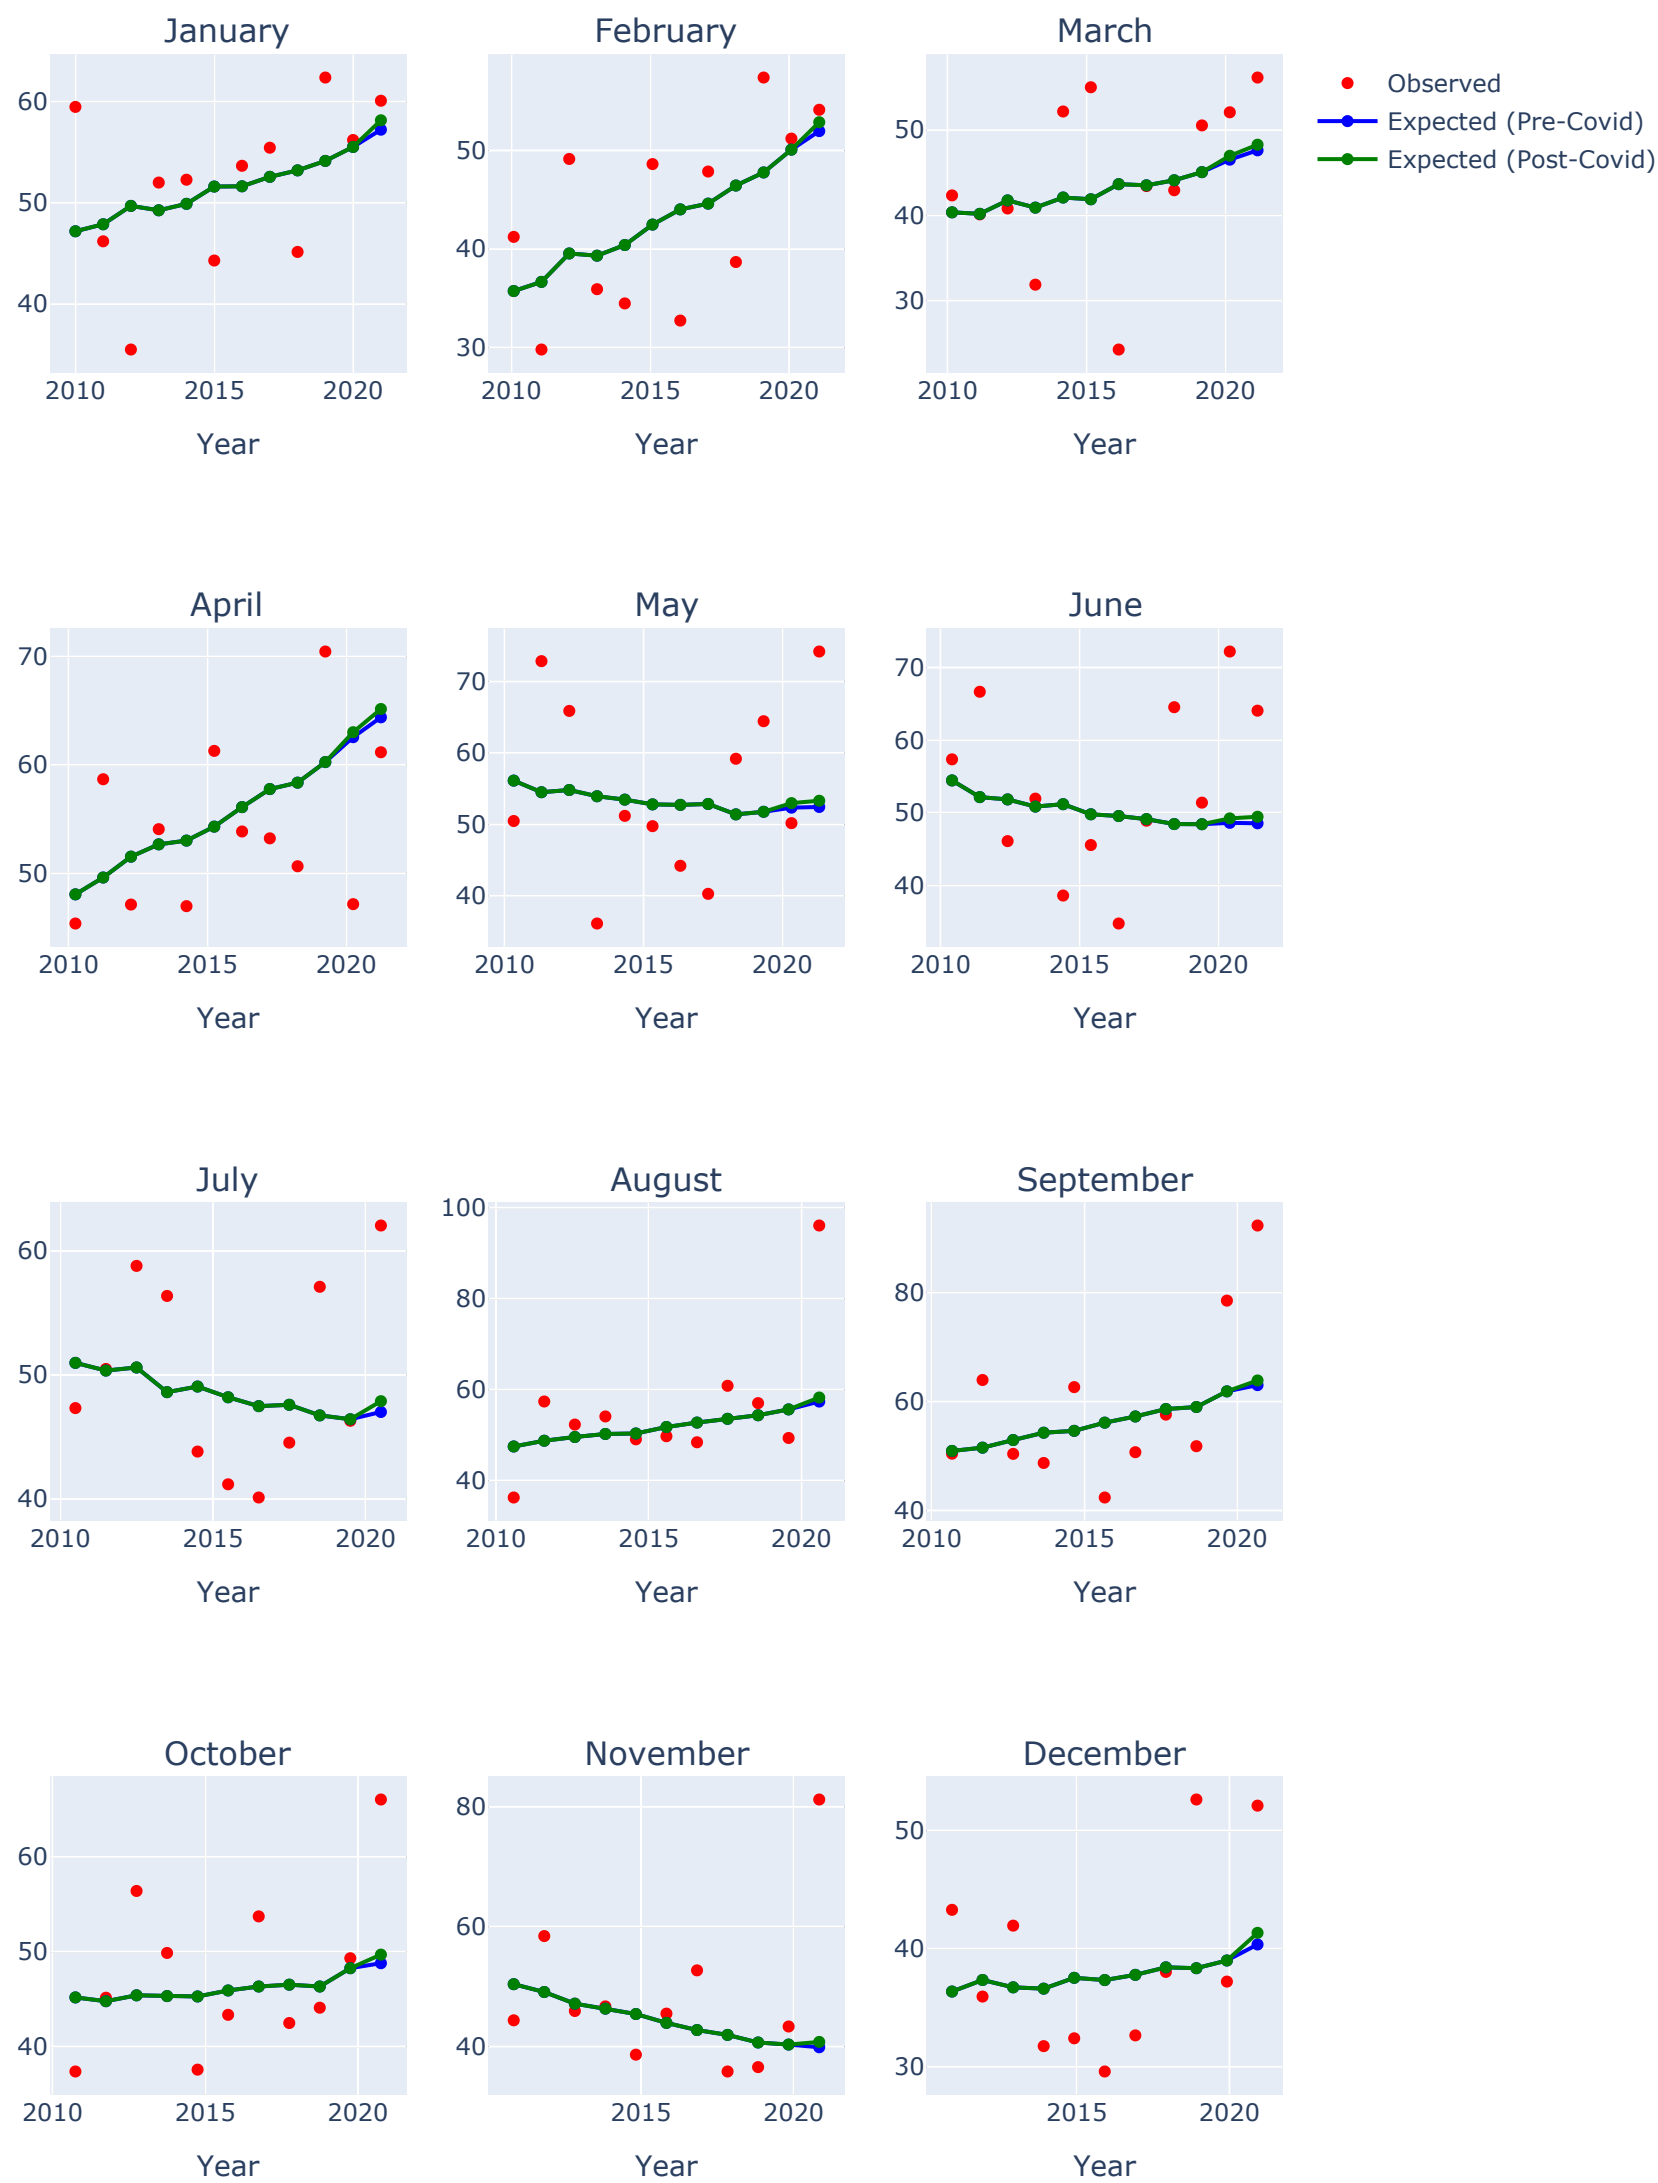 January
February
March
60
50
40
2010
2015
2020
Year
50
40
30
2010
2015
2020
Year
50
40
30
2010
2015
2020
Year
Observed
Expected (Pre-Covid)
Expected (Post-Covid)
April
May
June
70
60
50
2010
2015
2020
Year
70
60
50
40
2010
2015
2020
Year
70
60
50
40
2010
2015
2020
Year
July
August
September
60
50
40
2010
2015
2020
Year
100
80
60
40
2010
2015
2020
Year
80
60
40
2010
2015
2020
Year
October
November
December
60
50
40
2010
2015
2020
Year
80
60
40
2015
2020
Year
50
40
30
2015
2020
Year